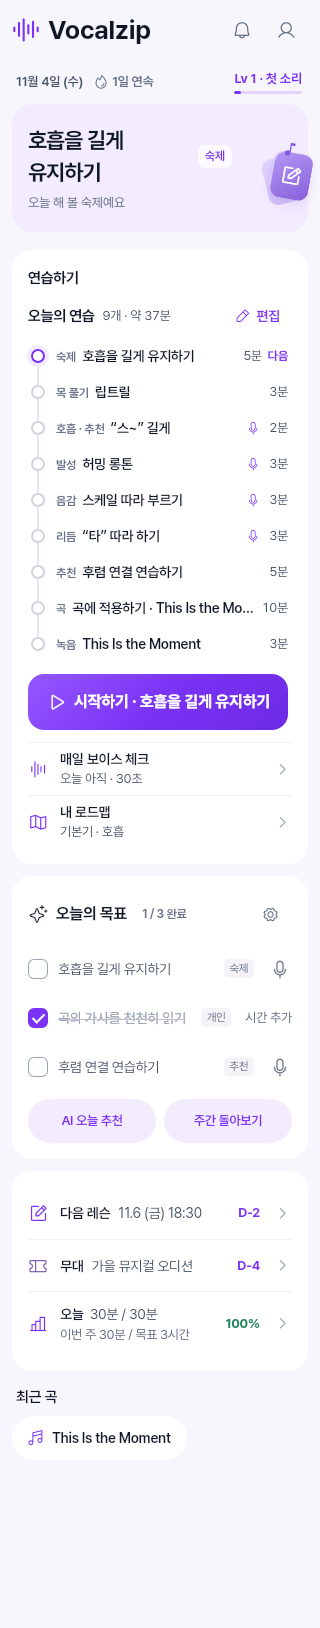 Vocalzip
11월 4일 (수) 1일 연속 Lv 1 · 첫 소리
호흡을 길게
유지하기
숙제
오늘 해 볼 숙제예요
연습하기
오늘의 연습 9개 · 약 37분 편집
숙제 호흡을 길게 유지하기 5분 다음
목 풀기 립트릴 3분
호흡 · 추천 “스~” 길게 2분
발성 허밍 롱톤 3분
음감 스케일 따라 부르기 3분
리듬 “타” 따라 하기 3분
추천 후렴 연결 연습하기 5분
곡 곡에 적용하기 · This Is the Mo... 10분
녹음 This Is the Moment 3분
시작하기 · 호흡을 길게 유지하기
매일 보이스 체크
오늘 아직 · 30초
내 로드맵
기본기 · 호흡
오늘의 목표 1 / 3 완료
호흡을 길게 유지하기 숙제
곡의 가사를 천천히 읽기 개인 시간 추가
후렴 연결 연습하기 추천
AI 오늘 추천 주간 돌아보기
다음 레슨 11.6 (금) 18:30 D-2
무대 가을 뮤지컬 오디션 D-4
오늘 30분 / 30분 100%
이번 주 30분 / 목표 3시간
최근 곡
This Is the Moment